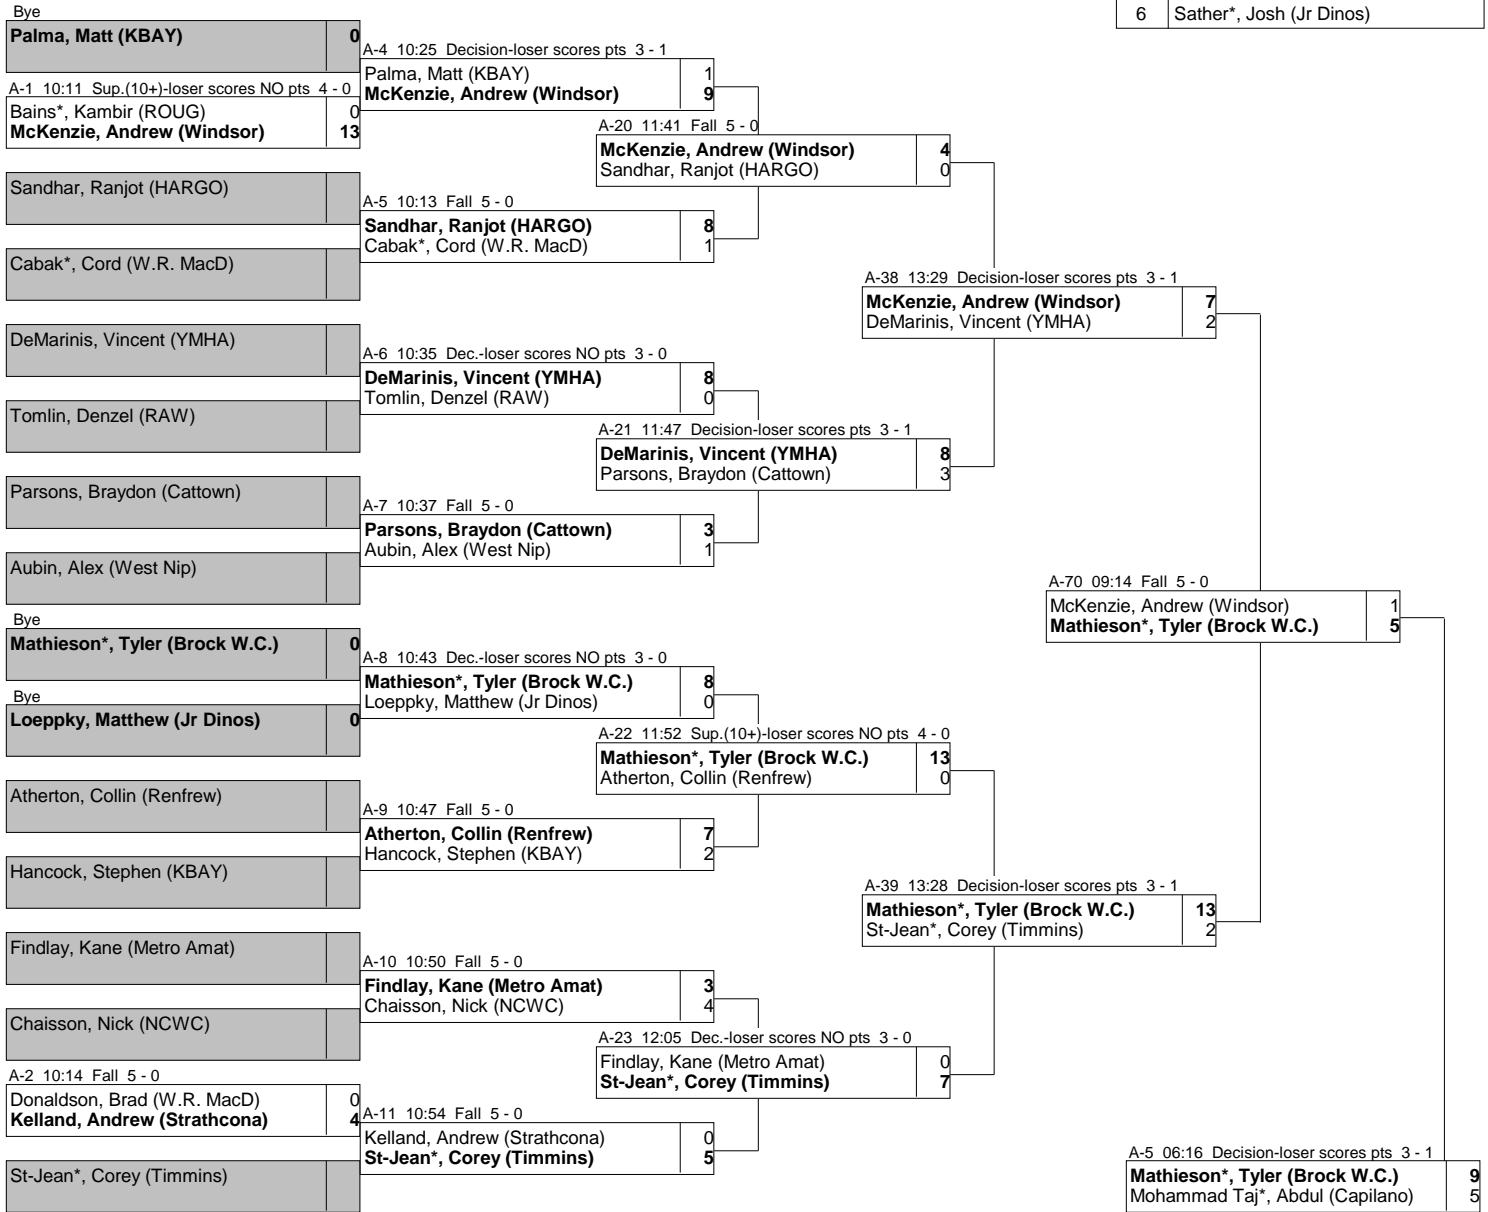 6 Sather*, Josh (Jr Dinos)
Bye
Palma, Matt (KBAY) 0
A-1 10:11 Sup.(10+)-loser scores NO pts 4 - 0
Bains*, Kambir (ROUG) 0
McKenzie, Andrew (Windsor) 13
Sandhar, Ranjot (HARGO)
Cabak*, Cord (W.R. MacD)
DeMarinis, Vincent (YMHA)
Tomlin, Denzel (RAW)
Parsons, Braydon (Cattown)
Aubin, Alex (West Nip)
Bye
Mathieson*, Tyler (Brock W.C.) 0
Bye
Loeppky, Matthew (Jr Dinos) 0
Atherton, Collin (Renfrew)
Hancock, Stephen (KBAY)
Findlay, Kane (Metro Amat)
Chaisson, Nick (NCWC)
A-2 10:14 Fall 5 - 0
Donaldson, Brad (W.R. MacD) 0
Kelland, Andrew (Strathcona) 4
St-Jean*, Corey (Timmins)
A-4 10:25 Decision-loser scores pts 3 - 1
Palma, Matt (KBAY) 1
McKenzie, Andrew (Windsor) 9
A-5 10:13 Fall 5 - 0
Sandhar, Ranjot (HARGO) 8
Cabak*, Cord (W.R. MacD) 1
A-6 10:35 Dec.-loser scores NO pts 3 - 0
DeMarinis, Vincent (YMHA) 8
Tomlin, Denzel (RAW) 0
A-7 10:37 Fall 5 - 0
Parsons, Braydon (Cattown) 3
Aubin, Alex (West Nip) 1
A-8 10:43 Dec.-loser scores NO pts 3 - 0
Mathieson*, Tyler (Brock W.C.) 8
Loeppky, Matthew (Jr Dinos) 0
A-9 10:47 Fall 5 - 0
Atherton, Collin (Renfrew) 7
Hancock, Stephen (KBAY) 2
A-10 10:50 Fall 5 - 0
Findlay, Kane (Metro Amat) 3
Chaisson, Nick (NCWC) 4
A-11 10:54 Fall 5 - 0
Kelland, Andrew (Strathcona) 0
St-Jean*, Corey (Timmins) 5
A-20 11:41 Fall 5 - 0
McKenzie, Andrew (Windsor) 4
Sandhar, Ranjot (HARGO) 0
A-21 11:47 Decision-loser scores pts 3 - 1
DeMarinis, Vincent (YMHA) 8
Parsons, Braydon (Cattown) 3
A-22 11:52 Sup.(10+)-loser scores NO pts 4 - 0
Mathieson*, Tyler (Brock W.C.) 13
Atherton, Collin (Renfrew) 0
A-23 12:05 Dec.-loser scores NO pts 3 - 0
Findlay, Kane (Metro Amat) 0
St-Jean*, Corey (Timmins) 7
A-38 13:29 Decision-loser scores pts 3 - 1
McKenzie, Andrew (Windsor) 7
DeMarinis, Vincent (YMHA) 2
A-39 13:28 Decision-loser scores pts 3 - 1
Mathieson*, Tyler (Brock W.C.) 13
St-Jean*, Corey (Timmins) 2
A-70 09:14 Fall 5 - 0
McKenzie, Andrew (Windsor) 1
Mathieson*, Tyler (Brock W.C.) 5
A-5 06:16 Decision-loser scores pts 3 - 1
Mathieson*, Tyler (Brock W.C.) 9
Mohammad Taj*, Abdul (Capilano) 5